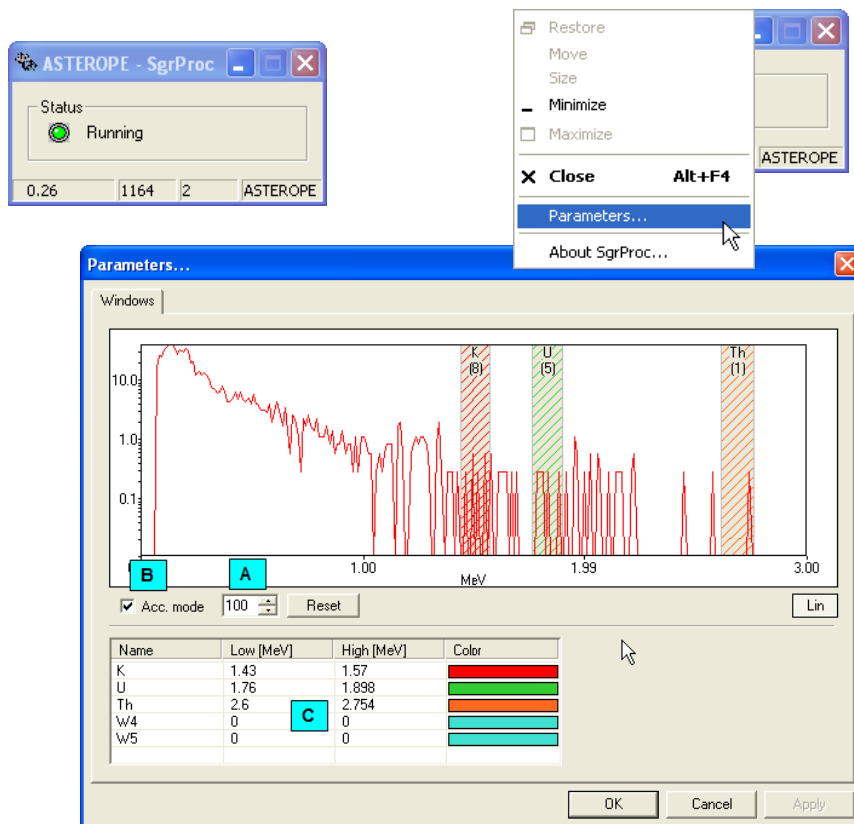 ASTEROPE - SgrProc
Status
Running
0.26 1164 2 ASTEROPE
Restore
Move
Size
Minimize
Maximize
Close Alt+F4
Parameters...
About SgrProc...
ASTEROPE
Parameters...
Windows
K
(8)
U
(5)
Th
(1)
10.0
1.0
0.1
1.00
1.99
3.00
MeV
B
A
Acc. mode
100
Reset
Lin
Name Low [MeV] High [MeV] Color
K 1.43 1.57
U 1.76 1.898
Th 2.6 2.754
C
W4 0 0
W5 0 0
OK Cancel Apply